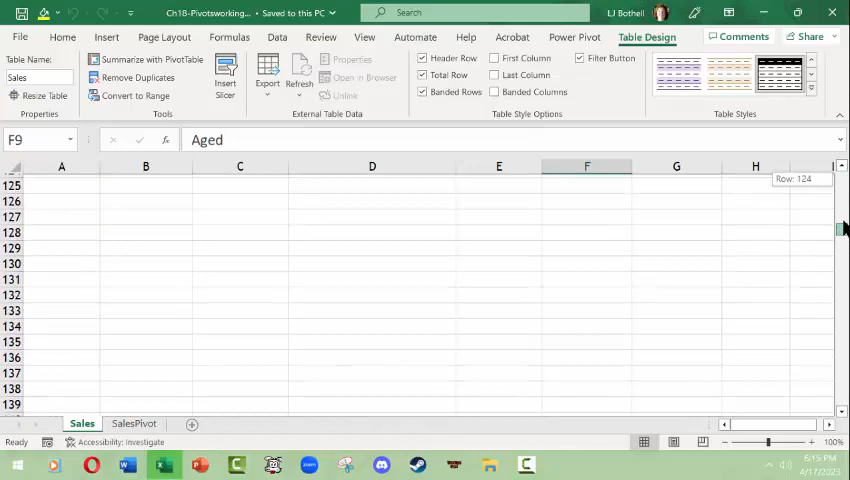 Ch18-Pivotsworking... • Saved to this PC
Search
LJ Bothell
File Home Insert Page Layout Formulas Data Review View Automate Help Acrobat Power Pivot Table Design Comments Share
Table Name:
Sales
Resize Table
Properties
Summarize with PivotTable
Remove Duplicates
Convert to Range
Tools
Insert
Slicer
Export
Refresh
Properties
Open in Browser
Unlink
External Table Data
Header Row First Column Filter Button
Total Row Last Column
Banded Rows Banded Columns
Table Style Options
Table Styles
F9 fx Aged
A B C D E F G H I
Row: 124
125
126
127
128
129
130
131
132
133
134
135
136
137
138
139
Sales SalesPivot
Ready Accessibility: Investigate 100%
6:15 PM
4/17/2023